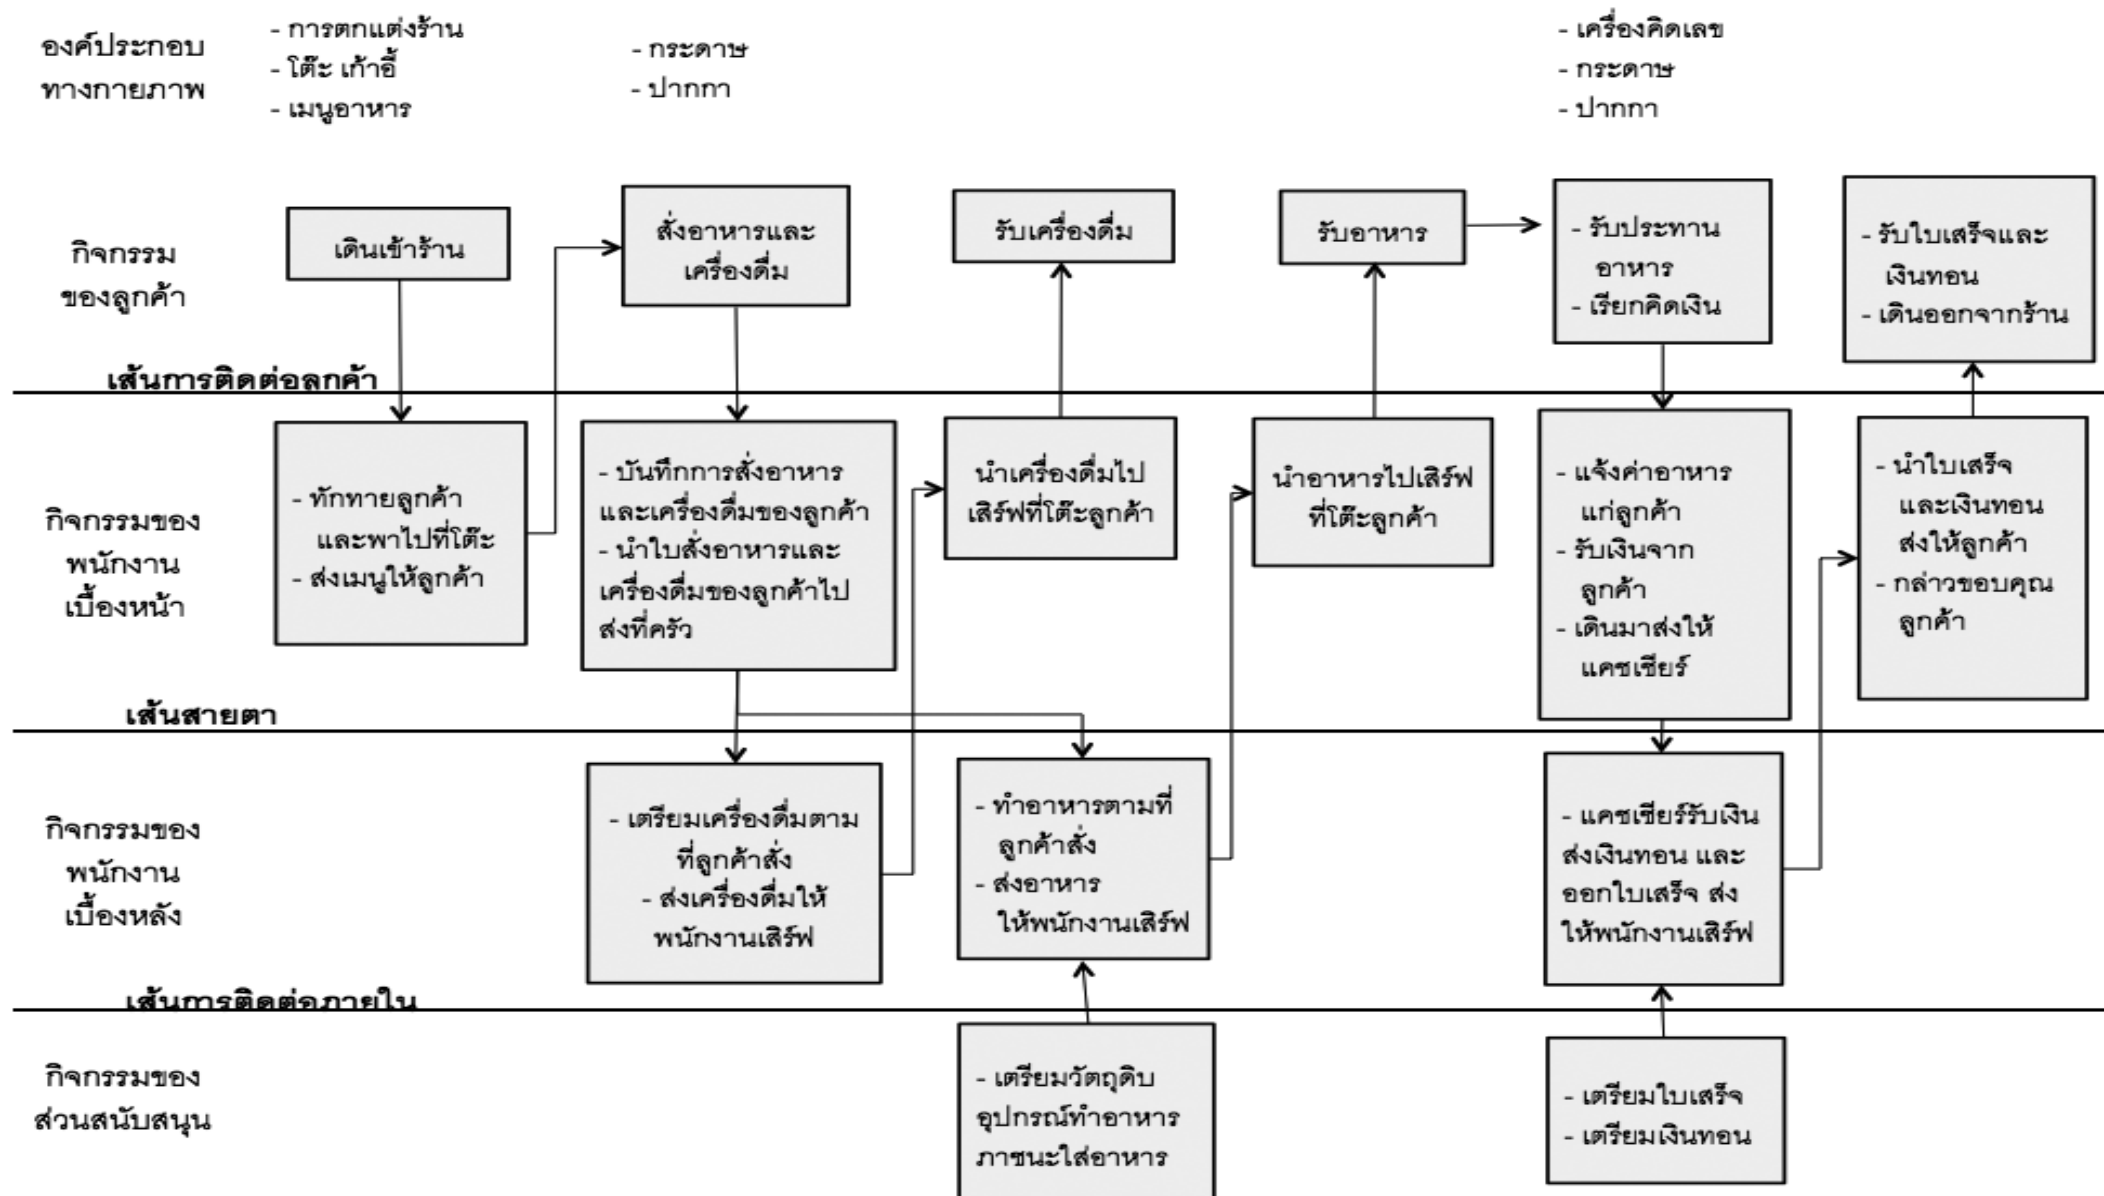 องค์ประกอบ
ทางกายภาพ
- การตกแต่งร้าน
- โต๊ะ เก้าอี้
- เมนูอาหาร
- กระดาษ
- ปากกา
- เครื่องคิดเลข
- กระดาษ
- ปากกา
กิจกรรม
ของลูกค้า
เดินเข้าร้าน
สั่งอาหารและ
เครื่องดื่ม
รับเครื่องดื่ม
รับอาหาร
- รับประทาน
อาหาร
- เรียกคิดเงิน
- รับใบเสร็จและ
เงินทอน
- เดินออกจากร้าน
เส้นการติดต่อลูกค้า
กิจกรรมของ
พนักงาน
เบื้องหน้า
- ทักทายลูกค้า
และพาไปที่โต๊ะ
- ส่งเมนูให้ลูกค้า
- บันทึกการสั่งอาหาร
และเครื่องดื่มของลูกค้า
- นำใบสั่งอาหารและ
เครื่องดื่มของลูกค้าไป
ส่งที่ครัว
นำเครื่องดื่มไป
เสิร์ฟที่โต๊ะลูกค้า
นำอาหารไปเสิร์ฟ
ที่โต๊ะลูกค้า
- แจ้งค่าอาหาร
แก่ลูกค้า
- รับเงินจาก
ลูกค้า
- เดินมาส่งให้
แคชเชียร์
- นำใบเสร็จ
และเงินทอน
ส่งให้ลูกค้า
- กล่าวขอบคุณ
ลูกค้า
เส้นสายตา
กิจกรรมของ
พนักงาน
เบื้องหลัง
- เตรียมเครื่องดื่มตาม
ที่ลูกค้าสั่ง
- ส่งเครื่องดื่มให้
พนักงานเสิร์ฟ
- ทำอาหารตามที่
ลูกค้าสั่ง
- ส่งอาหาร
ให้พนักงานเสิร์ฟ
- แคชเชียร์รับเงิน
ส่งเงินทอน และ
ออกใบเสร็จ ส่ง
ให้พนักงานเสิร์ฟ
เส้นการติดต่อภายใน
กิจกรรมของ
ส่วนสนับสนุน
- เตรียมวัตถุดิบ
อุปกรณ์ทำอาหาร
ภาชนะใส่อาหาร
- เตรียมใบเสร็จ
- เตรียมเงินทอน